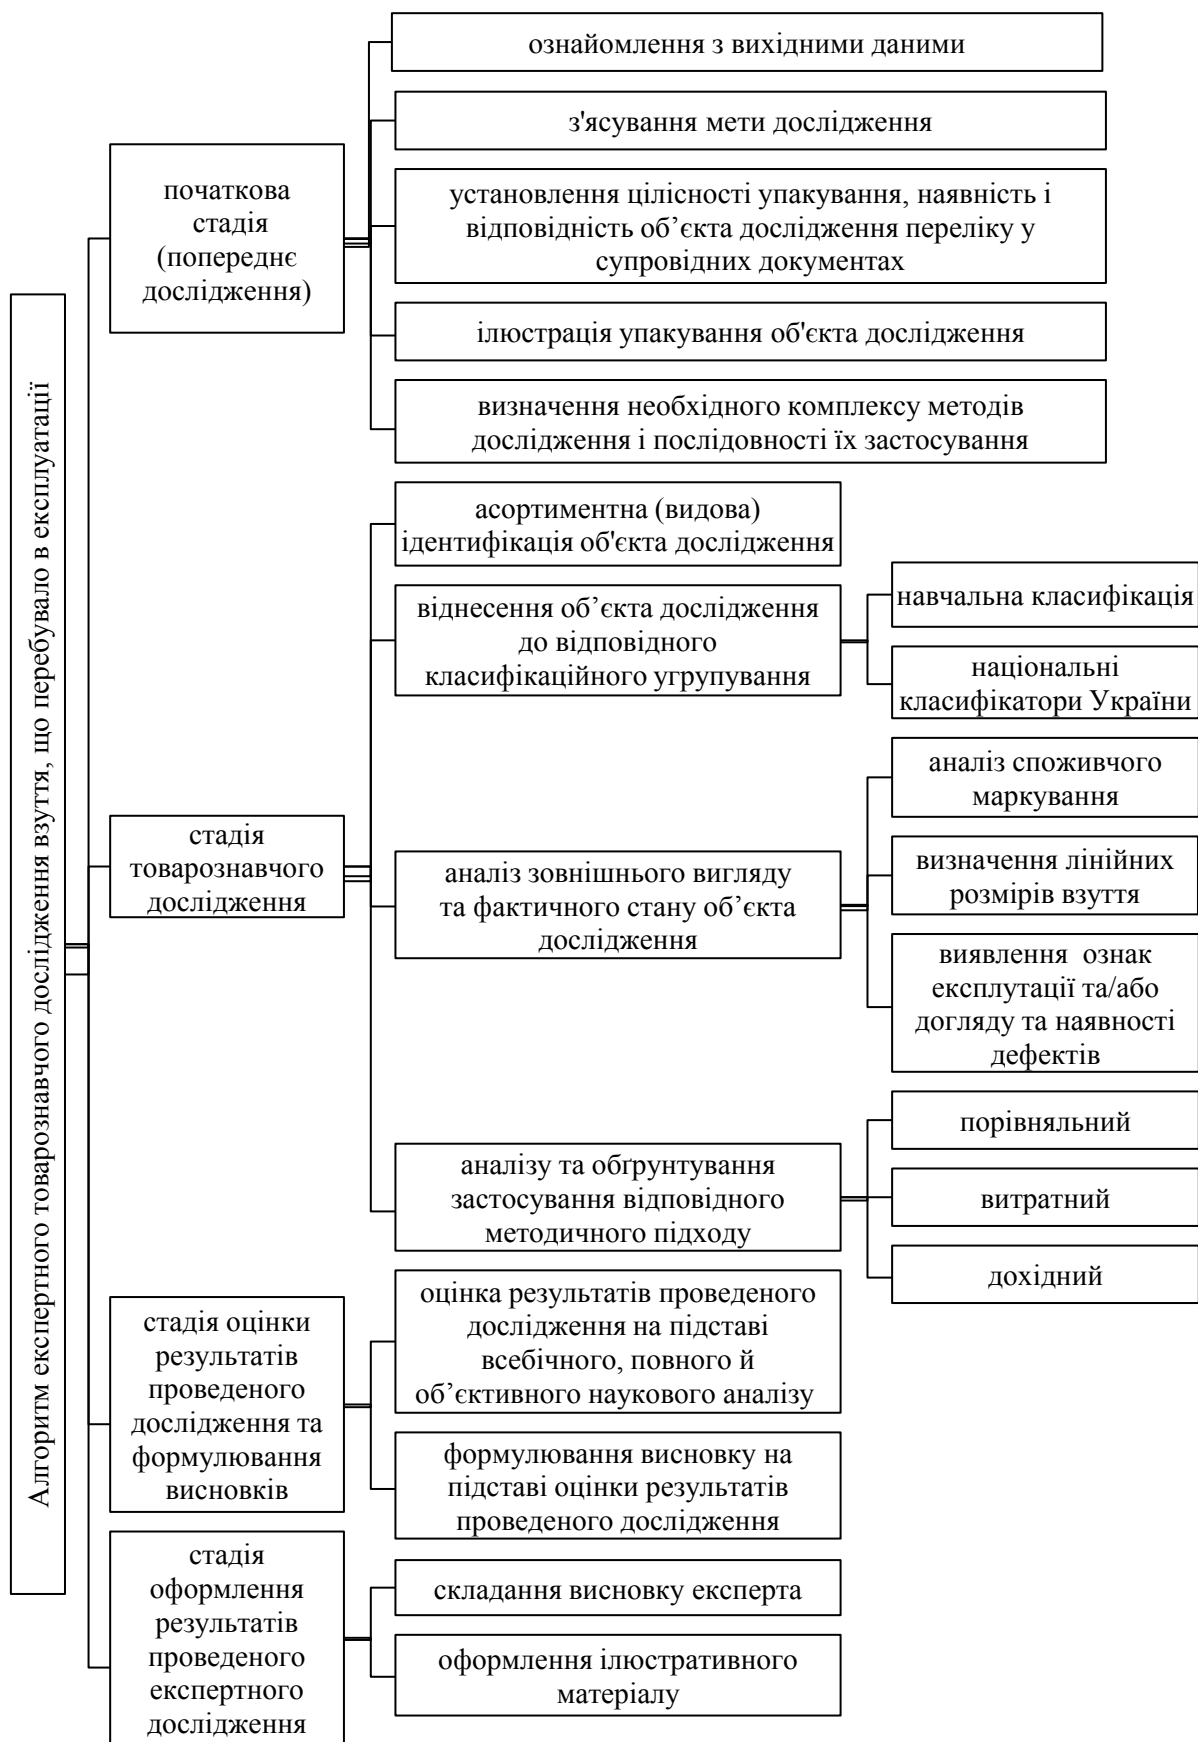 Алгоритм експертного товарознавчого дослідження взуття, що перебувало в експлуатації
початкова
стадія
(попереднє
дослідження)
ознайомлення з вихідними даними
з'ясування мети дослідження
установлення цілісності упакування, наявність і
відповідність об’єкта дослідження переліку у
супровідних документах
ілюстрація упакування об'єкта дослідження
визначення необхідного комплексу методів
дослідження і послідовності їх застосування
стадія
товарознавчого
дослідження
асортиментна (видова)
ідентифікація об'єкта дослідження
віднесення об’єкта дослідження
до відповідного
класифікаційного угрупування
навчальна класифікація
національні
класифікатори України
аналіз зовнішнього вигляду
та фактичного стану об’єкта
дослідження
аналіз споживчого
маркування
визначення лінійних
розмірів взуття
виявлення ознак
експлутації та/або
догляду та наявності
дефектів
аналізу та обґрунтування
застосування відповідного
методичного підходу
порівняльний
витратний
дохідний
стадія оцінки
результатів
проведеного
дослідження та
формулювання
висновків
оцінка результатів проведеного
дослідження на підставі
всебічного, повного й
об’єктивного наукового аналізу
формулювання висновку на
підставі оцінки результатів
проведеного дослідження
стадія
оформлення
результатів
проведеного
експертного
дослідження
складання висновку експерта
оформлення ілюстративного
матеріалу